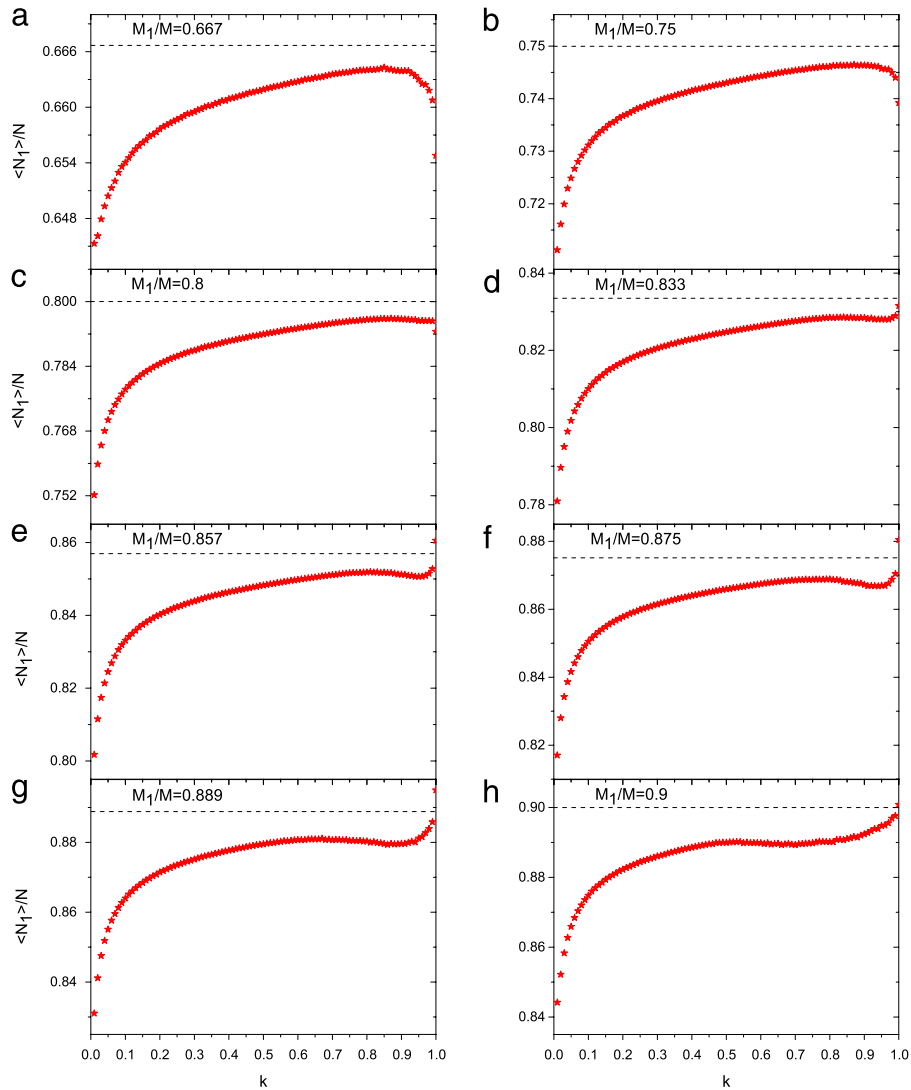 a
M1/M=0.667
0.666
0.660
0.654
0.648
<N1>/N
b
M1/M=0.75
0.75
0.74
0.73
0.72
c
M1/M=0.8
0.800
0.784
0.768
0.752
<N1>/N
d
M1/M=0.833
0.84
0.82
0.80
0.78
e
M1/M=0.857
0.86
0.84
0.82
0.80
<N1>/N
f
M1/M=0.875
0.88
0.86
0.84
0.82
g
M1/M=0.889
0.88
0.86
0.84
<N1>/N
0.0 0.1 0.2 0.3 0.4 0.5 0.6 0.7 0.8 0.9 1.0
k
h
M1/M=0.9
0.90
0.88
0.86
0.84
0.0 0.1 0.2 0.3 0.4 0.5 0.6 0.7 0.8 0.9 1.0
k